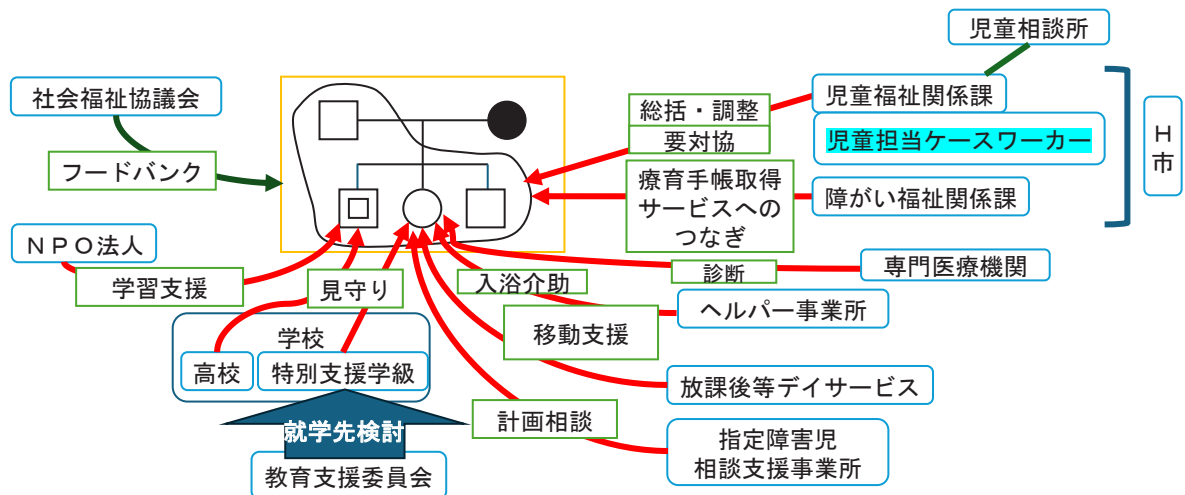 児童相談所
社会福祉協議会
総括・調整
要対協
児童福祉関係課
児童担当ケースワーカー
H市
フードバンク
療育手帳取得
サービスへの
つなぎ
障がい福祉関係課
NPO法人
学習支援
見守り
入浴介助
診断
専門医療機関
ヘルパー事業所
学校
高校
特別支援学級
移動支援
放課後等デイサービス
就学先検討
計画相談
指定障害児
相談支援事業所
教育支援委員会